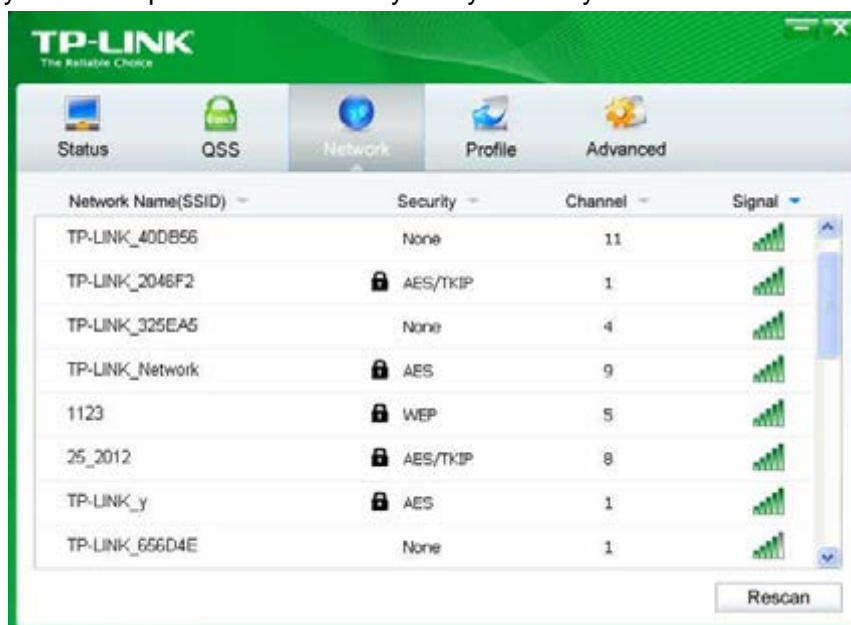 TP-LINK
The Reliable Choice
Status QSS Network Profile Advanced
Network Name(SSID) Security Channel Signal
TP-LINK_40DB56 None 11
TP-LINK_2046F2 AES/TKIP 1
TP-LINK_325EA5 None 4
TP-LINK_Network AES 9
1123 WEP 5
25_2012 AES/TKIP 8
TP-LINK_y AES 1
TP-LINK_656D4E None 1
Rescan